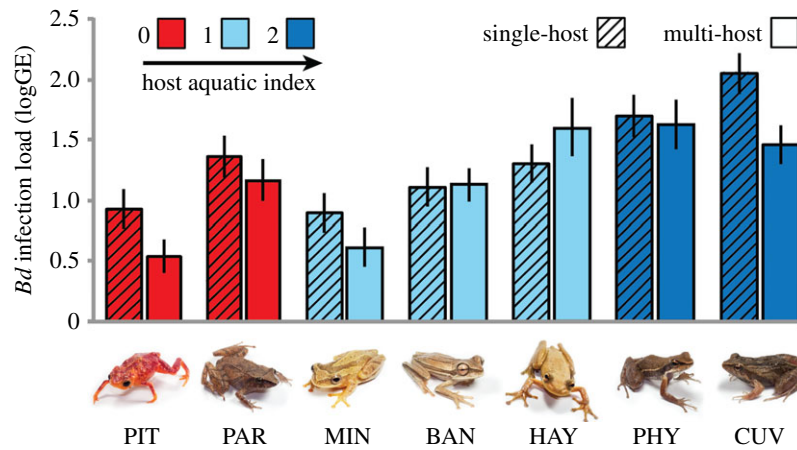 0 1 2
host aquatic index
single-host multi-host
Bd infection load (logGE)
2.5
2.0
1.5
1.0
0.5
0
PIT PAR MIN BAN HAY PHY CUV